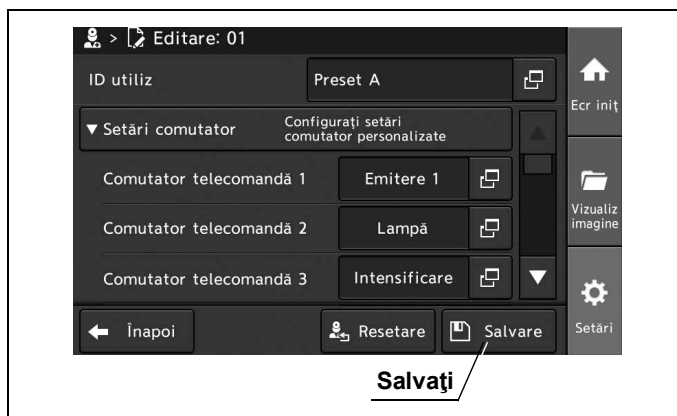 > Editare: 01
ID utiliz Preset A
Ecr iniț
▼ Setări comutator Configurați setări
comutator personalizate
Comutator telecomandă 1 Emitere 1
Vizualiz
imagine
Comutator telecomandă 2 Lampă
Comutator telecomandă 3 Intensificare
Înapoi Resetare Salvare Setări
Salvaţi